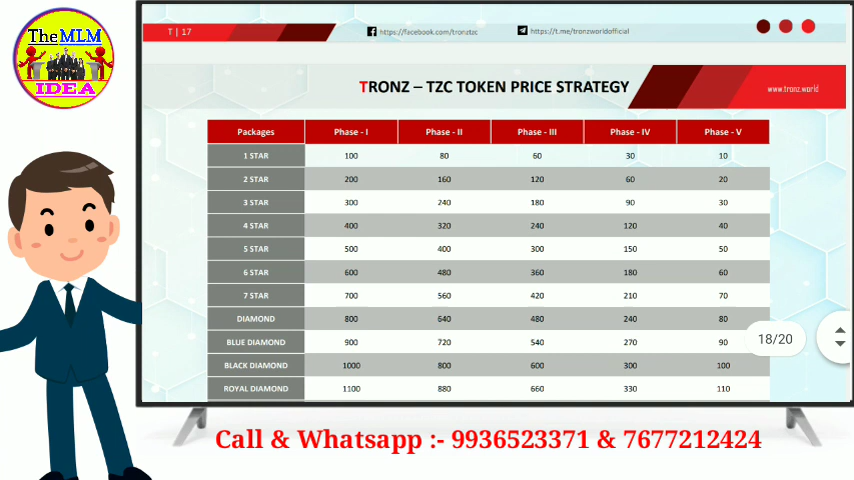 The MLM
IDEA
T | 17
https://facebook.com/tronztzc
https://t.me/tronzworldofficial
TRONZ – TZC TOKEN PRICE STRATEGY
www.tronz.world
Packages Phase - I Phase - II Phase - III Phase - IV Phase - V
1 STAR 100 80 60 30 10
2 STAR 200 160 120 60 20
3 STAR 300 240 180 90 30
4 STAR 400 320 240 120 40
5 STAR 500 400 300 150 50
6 STAR 600 480 360 180 60
7 STAR 700 560 420 210 70
DIAMOND 800 640 480 240 80
BLUE DIAMOND 900 720 540 270 90
BLACK DIAMOND 1000 800 600 300 100
ROYAL DIAMOND 1100 880 660 330 110
18/20
Call & Whatsapp :- 9936523371 & 7677212424